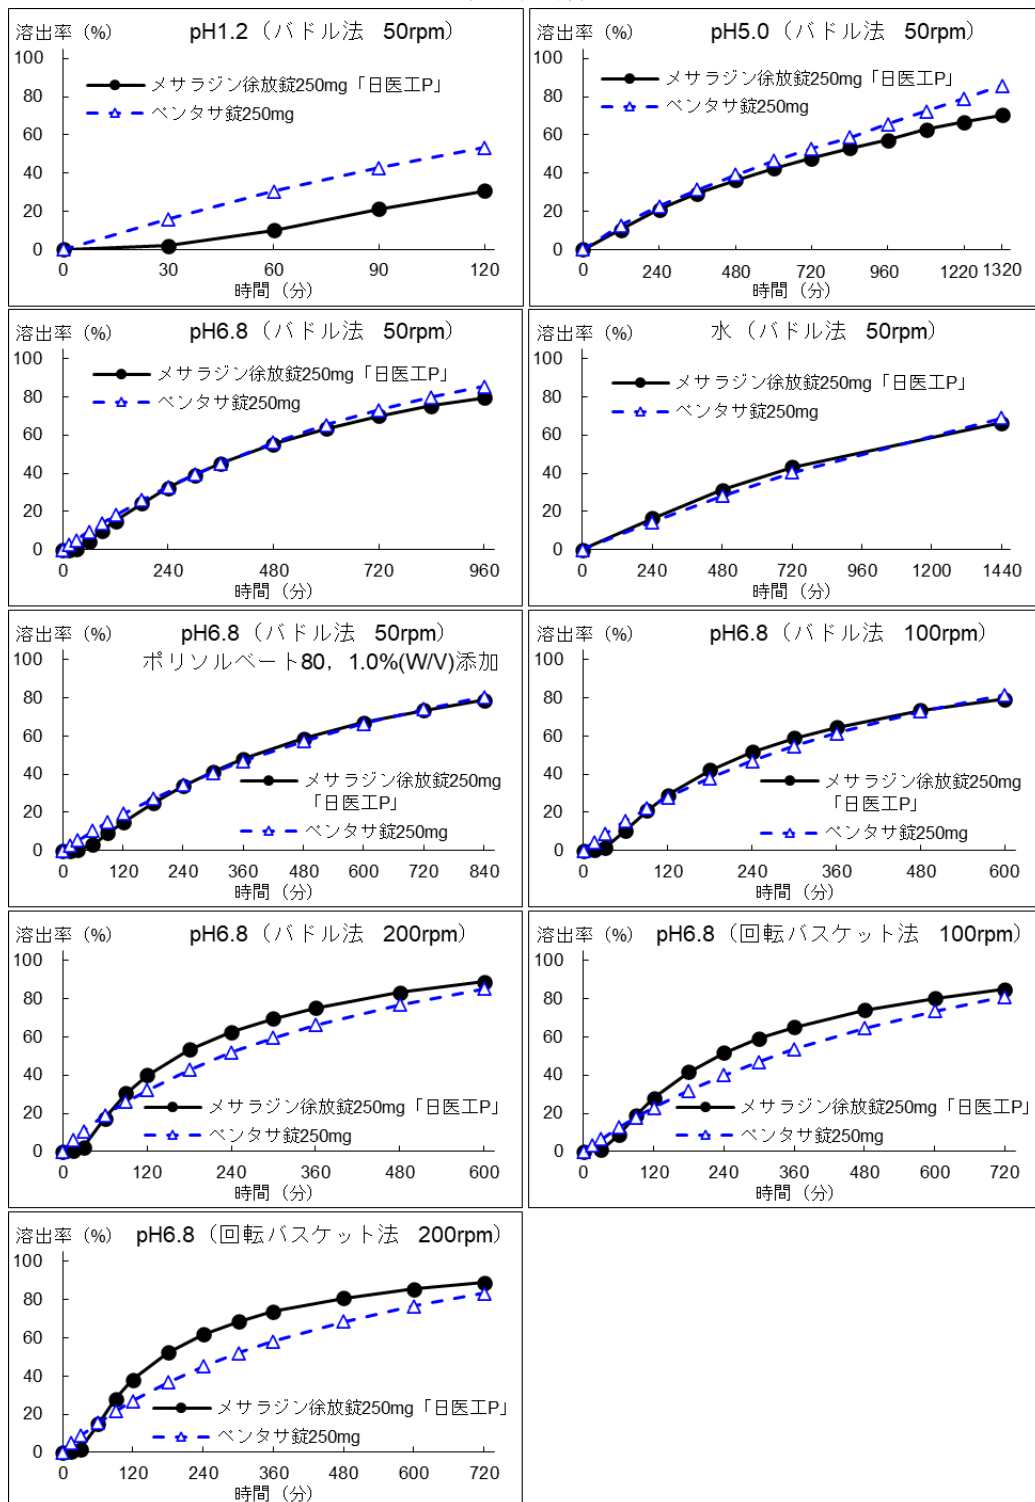 溶出率 (%) pH1.2（パドル法 50rpm）
100
80
60
40
20
0
メサラジン徐放錠250mg「日医工P」
ペンタサ錠250mg
0 30 60 90 120
時間（分）
溶出率 (%) pH5.0（パドル法 50rpm）
100
80
60
40
20
0
メサラジン徐放錠250mg「日医工P」
ペンタサ錠250mg
0 240 480 720 960 1220 1320
時間（分）
溶出率 (%) pH6.8（パドル法 50rpm）
100
80
60
40
20
0
メサラジン徐放錠250mg「日医工P」
ペンタサ錠250mg
0 240 480 720 960
時間（分）
溶出率 (%) 水（パドル法 50rpm）
100
80
60
40
20
0
メサラジン徐放錠250mg「日医工P」
ペンタサ錠250mg
0 240 480 720 960 1200 1440
時間（分）
溶出率 (%) pH6.8（パドル法 50rpm）
ポリソルベート80，1.0%(W/V)添加
100
80
60
40
20
0
メサラジン徐放錠250mg
「日医工P」
ペンタサ錠250mg
0 120 240 360 480 600 720 840
時間（分）
溶出率 (%) pH6.8（パドル法 100rpm）
100
80
60
40
20
0
メサラジン徐放錠250mg
「日医工P」
ペンタサ錠250mg
0 120 240 360 480 600
時間（分）
溶出率 (%) pH6.8（パドル法 200rpm）
100
80
60
40
20
0
メサラジン徐放錠250mg「日医工P」
ペンタサ錠250mg
0 120 240 360 480 600
時間（分）
溶出率 (%) pH6.8（回転バスケット法 100rpm）
100
80
60
40
20
0
メサラジン徐放錠250mg「日医工P」
ペンタサ錠250mg
0 120 240 360 480 600 720
時間（分）
溶出率 (%) pH6.8（回転バスケット法 200rpm）
100
80
60
40
20
0
メサラジン徐放錠250mg「日医工P」
ペンタサ錠250mg
0 120 240 360 480 600 720
時間（分）